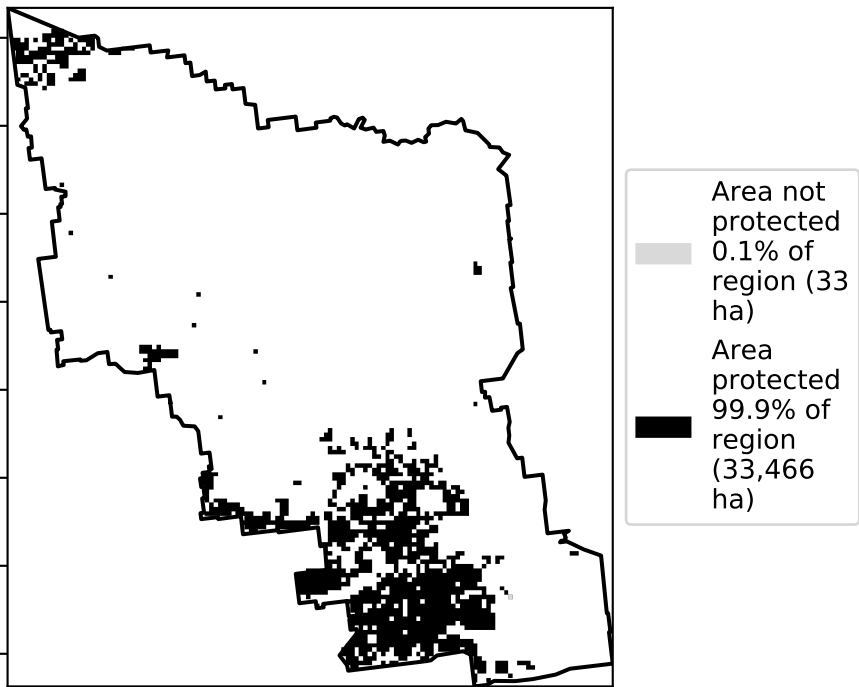 Area not
protected
0.1% of
region (33
ha)
Area
protected
99.9% of
region
(33,466
ha)